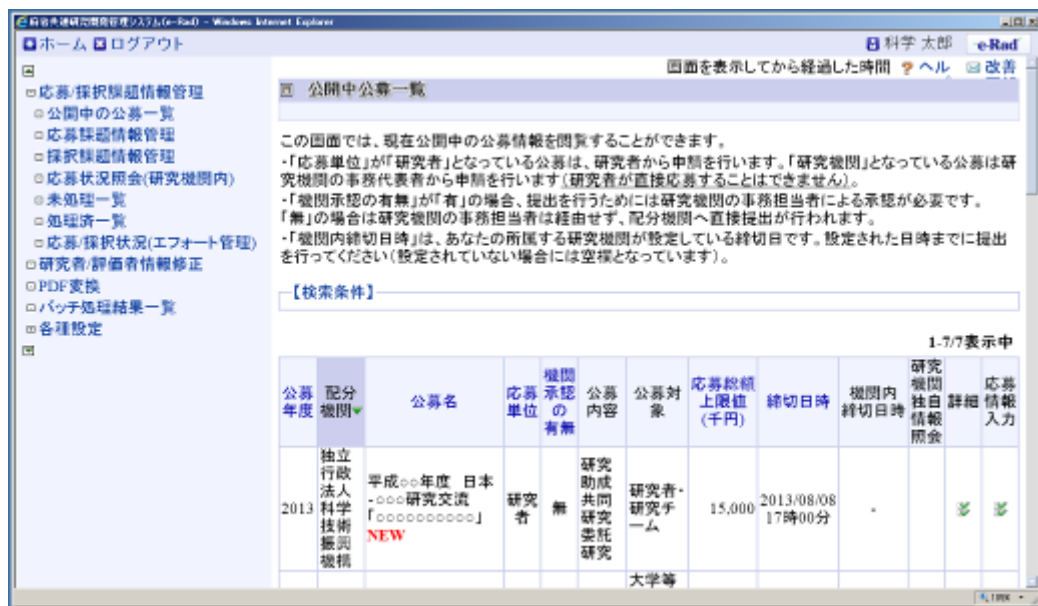 府省共通研究開発管理システム(e-Rad) - Windows Internet Explorer
ホーム ログアウト
科学 太郎 e-Rad
画面を表示してから経過した時間 ? ヘル 改善
応募/採択課題情報管理
公開中の公募一覧
応募課題情報管理
採択課題情報管理
応募状況照会(研究機関内)
未処理一覧
処理済一覧
応募/採択状況(エフォート管理)
研究者/評価者情報修正
PDF変換
バッチ処理結果一覧
各種設定
公開中公募一覧
この画面では、現在公開中の公募情報を閲覧することができます。
・「応募単位」が「研究者」となっている公募は、研究者から申請を行います。「研究機関」となっている公募は研
究機関の事務代表者から申請を行います(研究者が直接応募することはできません)。
・「機関承認の有無」が「有」の場合、提出を行うためには研究機関の事務担当者による承認が必要です。
「無」の場合は研究機関の事務担当者は経由せず、配分機関へ直接提出が行われます。
・「機関内締切日時」は、あなたの所属する研究機関が設定している締切日です。設定された日時までに提出
を行ってください(設定されていない場合には空欄となっています)。
【検索条件】
1-7/7表示中
公募
年度
配分
機関▼
公募名
応募
単位
機関
承認
の
有無
公募
内容
公募対
象
応募総額
上限値
(千円)
締切日時
機関内
締切日時
研究
機関
独自
情報
照会
詳細
応募
情報
入力
2013
独立
行政
法人
科学
技術
振興
機構
平成○○年度 日本
-○○○研究交流
「○○○○○○○○○○」
NEW
研究
者
無
研究
助成
共同
研究
委託
研究
研究者・
研究チ
ーム
15,000
2013/08/08
17時00分
-
大学等